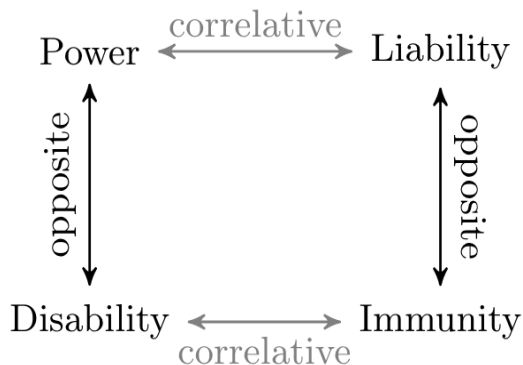 correlative
Power
Liability
opposite
opposite
Disability
Immunity
correlative